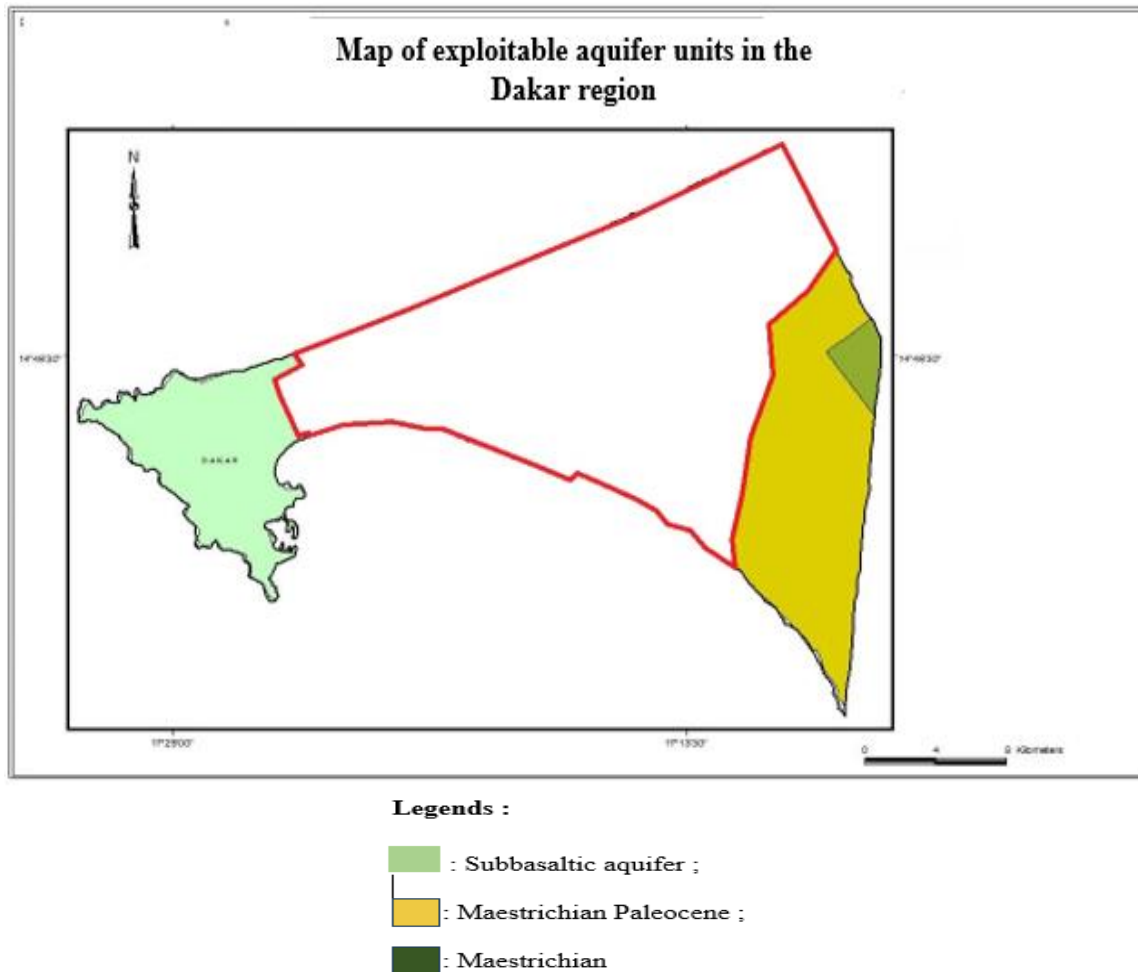 Map of exploitable aquifer units in the
Dakar region
N
DAKAR
0 4 8 Kilometers
Legends :
: Subbasaltic aquifer ;
: Maestrichian Paleocene ;
: Maestrichian